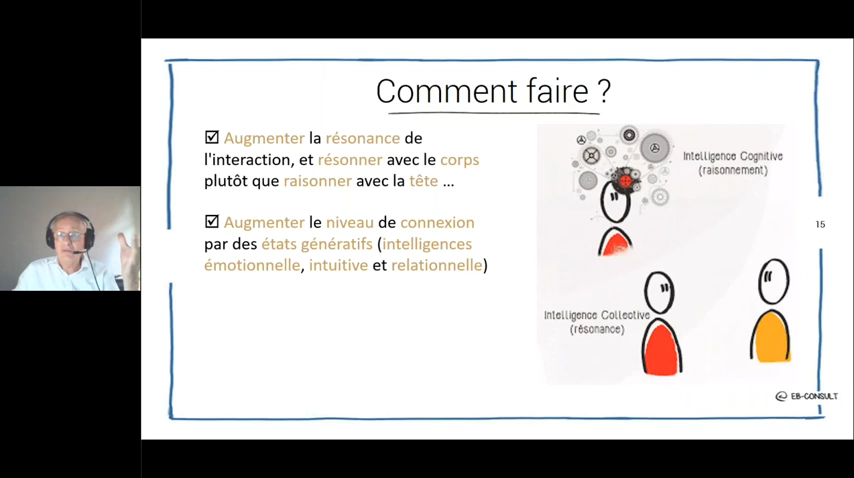 Comment faire ?
☑ Augmenter la résonance de
l'interaction, et résonner avec le corps
plutôt que raisonner avec la tête ...
☑ Augmenter le niveau de connexion
par des états génératifs (intelligences
émotionnelle, intuitive et relationnelle)
Intelligence Cognitive
(raisonnement)
Intelligence Collective
(résonance)
15
@ EB-CONSULT